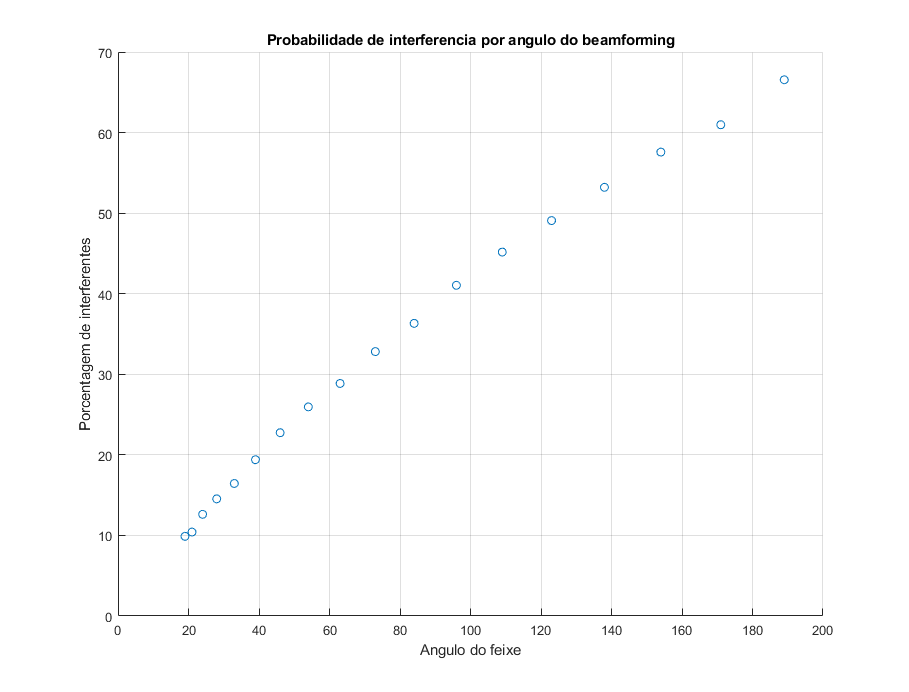 Probabilidade de interferencia por angulo do beamforming
70
60
50
40
30
20
10
0
Porcentagem de interferentes
0 20 40 60 80 100 120 140 160 180 200
Angulo do feixe